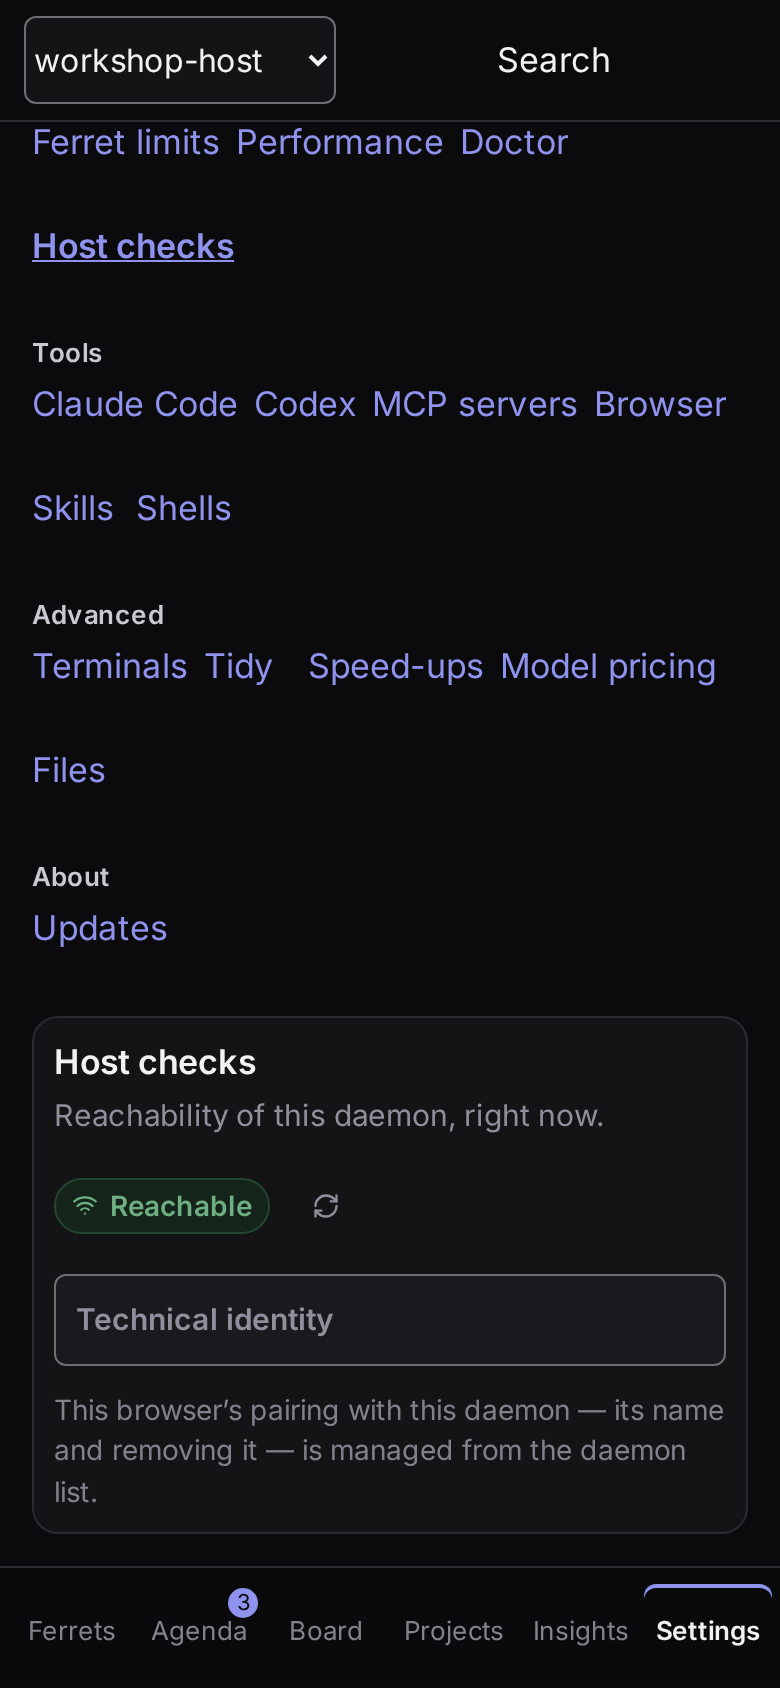 workshop-host Search
Ferret limits Performance Doctor
Host checks
Tools
Claude Code Codex MCP servers Browser
Skills Shells
Advanced
Terminals Tidy Speed-ups Model pricing
Files
About
Updates
Host checks
Reachability of this daemon, right now.
Reachable
Technical identity
This browser’s pairing with this daemon — its name
and removing it — is managed from the daemon
list.
3
Ferrets Agenda Board Projects Insights Settings